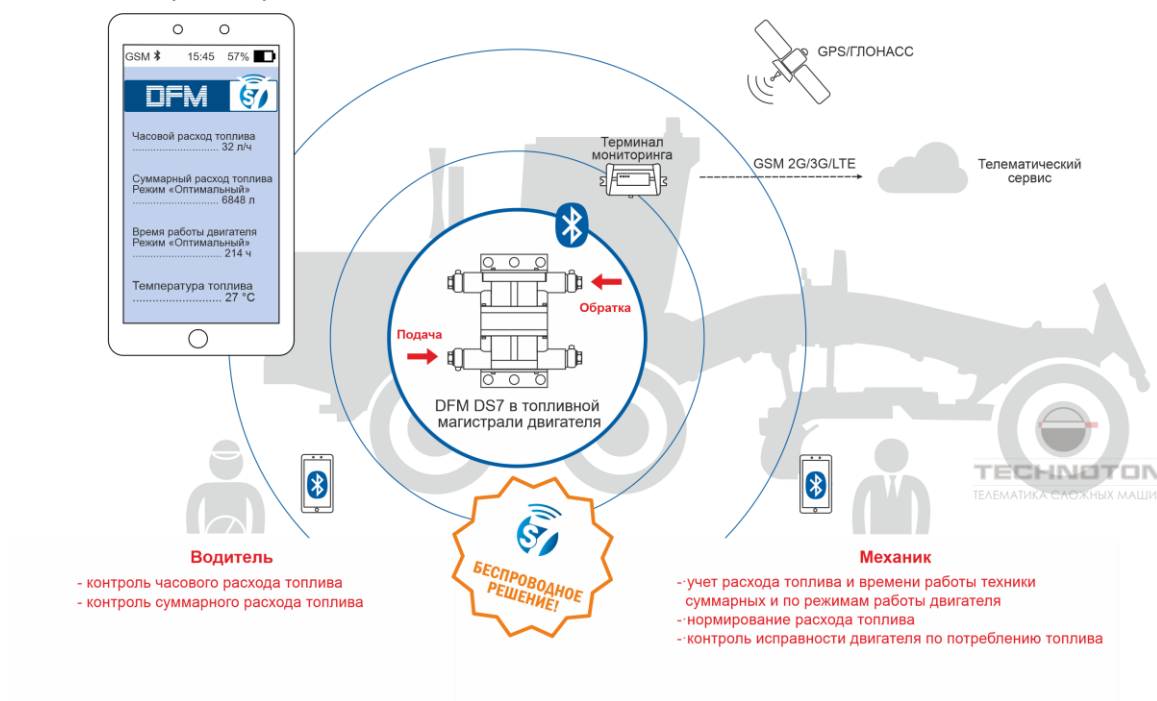 GSM 15:45 57%
DFM S7
Часовой расход топлива
............................ 32 л/ч
Суммарный расход топлива
Режим «Оптимальный»
............................ 6848 л
Время работы двигателя
Режим «Оптимальный»
............................. 214 ч
Температура топлива
............................. 27 °C
GPS/ГЛОНАСС
Терминал
мониторинга
GSM 2G/3G/LTE
Телематический
сервис
Обратка
Подача
DFM DS7 в топливной
магистрали двигателя
TECHNOTON
ТЕЛЕМАТИКА СЛОЖНЫХ МАШИ
S7
БЕСПРОВОДНОЕ
РЕШЕНИЕ!
Водитель
- контроль часового расхода топлива
- контроль суммарного расхода топлива
Механик
- учет расхода топлива и времени работы техники
суммарных и по режимам работы двигателя
- нормирование расхода топлива
- контроль исправности двигателя по потреблению топлива